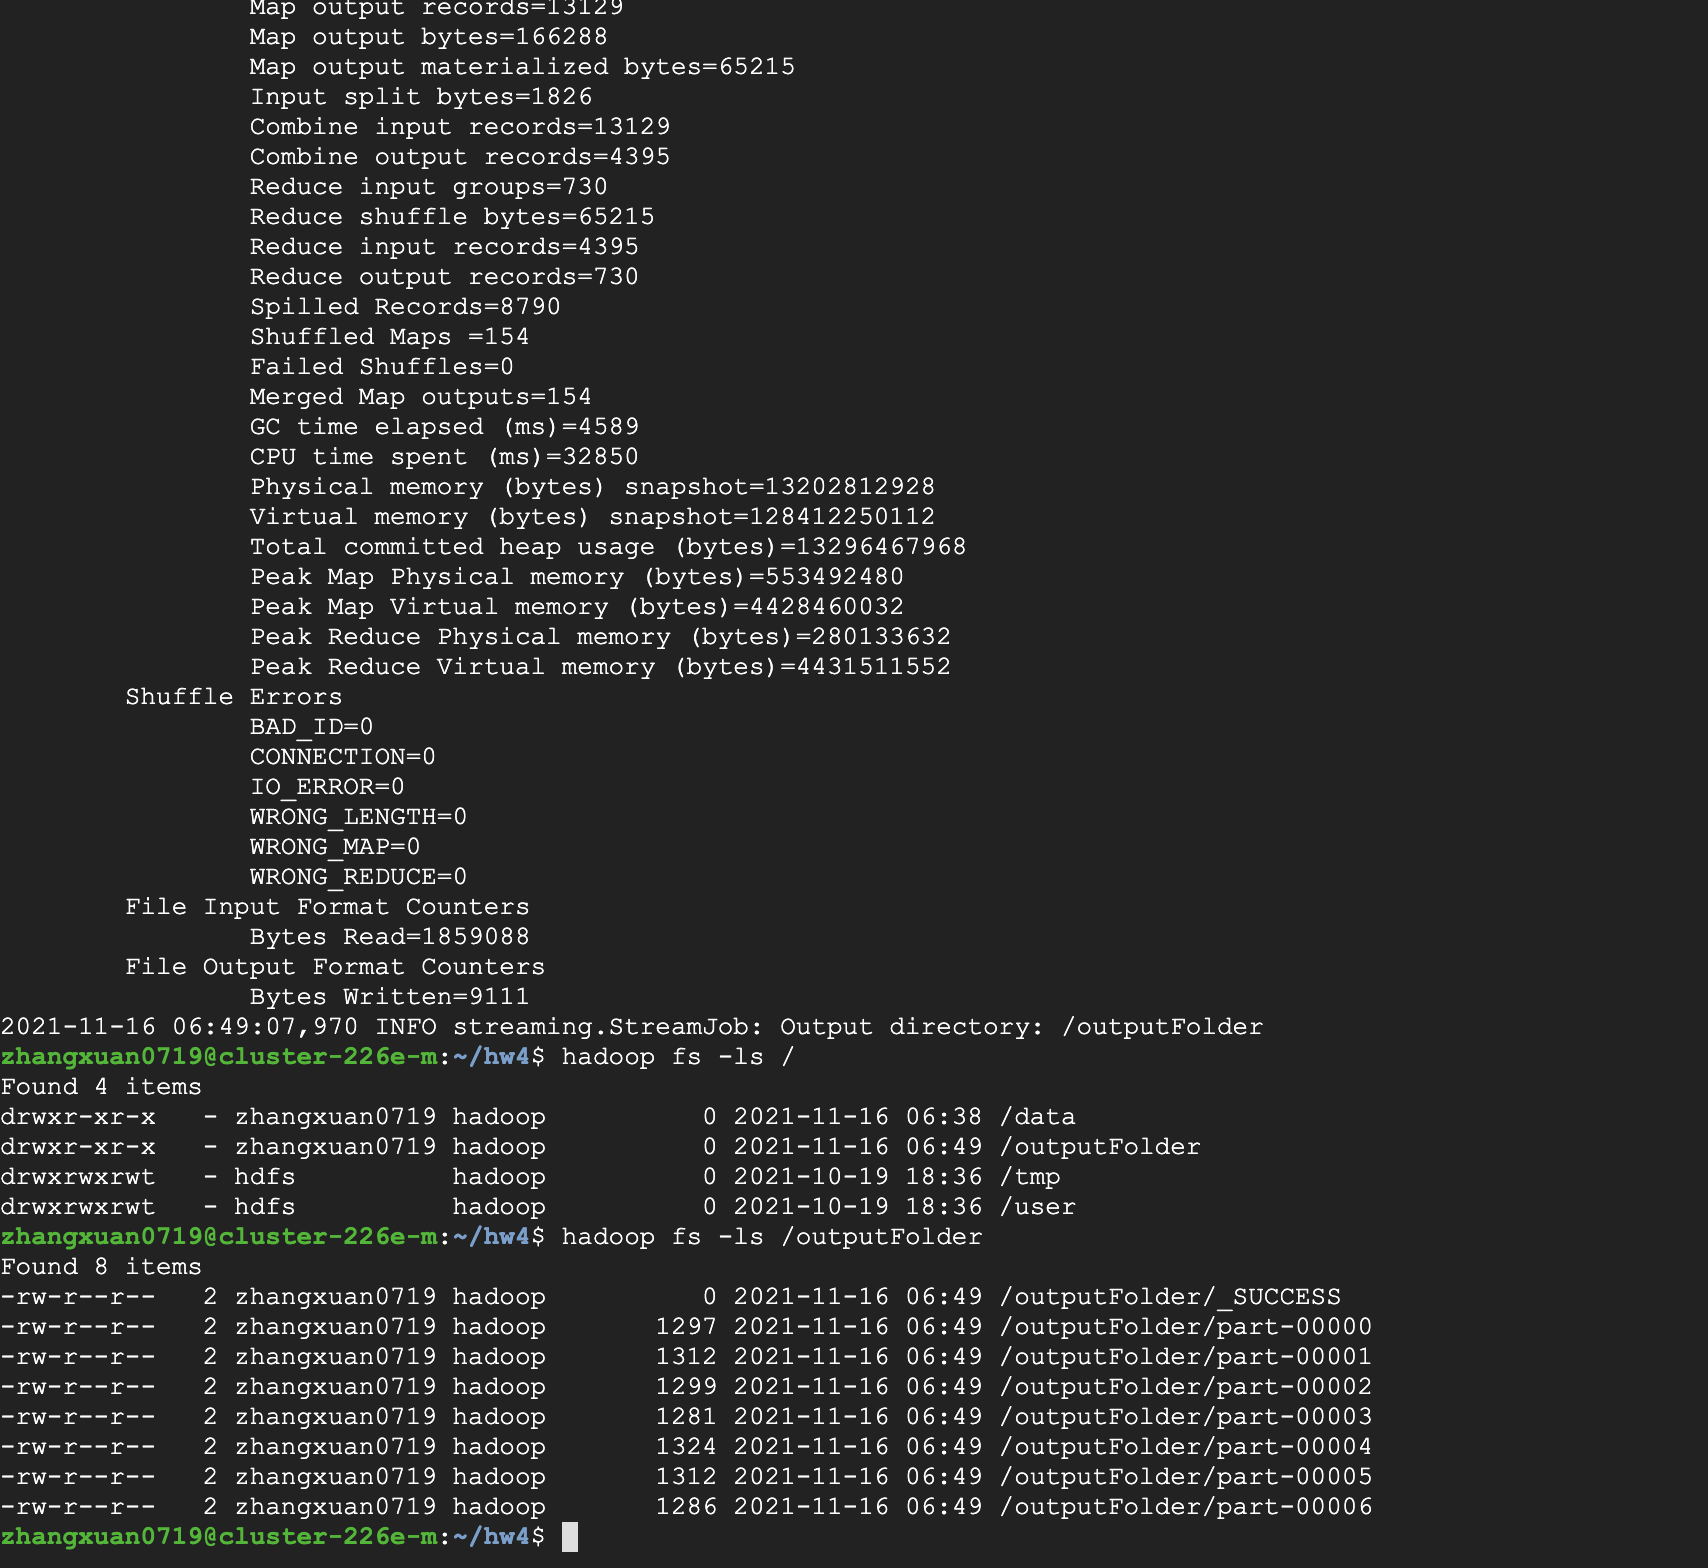 Map output records=13129
Map output bytes=166288
Map output materialized bytes=65215
Input split bytes=1826
Combine input records=13129
Combine output records=4395
Reduce input groups=730
Reduce shuffle bytes=65215
Reduce input records=4395
Reduce output records=730
Spilled Records=8790
Shuffled Maps =154
Failed Shuffles=0
Merged Map outputs=154
GC time elapsed (ms)=4589
CPU time spent (ms)=32850
Physical memory (bytes) snapshot=13202812928
Virtual memory (bytes) snapshot=128412250112
Total committed heap usage (bytes)=13296467968
Peak Map Physical memory (bytes)=553492480
Peak Map Virtual memory (bytes)=4428460032
Peak Reduce Physical memory (bytes)=280133632
Peak Reduce Virtual memory (bytes)=4431511552
Shuffle Errors
BAD_ID=0
CONNECTION=0
IO_ERROR=0
WRONG_LENGTH=0
WRONG_MAP=0
WRONG_REDUCE=0
File Input Format Counters
Bytes Read=1859088
File Output Format Counters
Bytes Written=9111
2021-11-16 06:49:07,970 INFO streaming.StreamJob: Output directory: /outputFolder
zhangxuan0719@cluster-226e-m:~/hw4$ hadoop fs -ls /
Found 4 items
drwxr-xr-x   - zhangxuan0719 hadoop          0 2021-11-16 06:38 /data
drwxr-xr-x   - zhangxuan0719 hadoop          0 2021-11-16 06:49 /outputFolder
drwxrwxrwt   - hdfs          hadoop          0 2021-10-19 18:36 /tmp
drwxrwxrwt   - hdfs          hadoop          0 2021-10-19 18:36 /user
zhangxuan0719@cluster-226e-m:~/hw4$ hadoop fs -ls /outputFolder
Found 8 items
-rw-r--r--   2 zhangxuan0719 hadoop          0 2021-11-16 06:49 /outputFolder/_SUCCESS
-rw-r--r--   2 zhangxuan0719 hadoop       1297 2021-11-16 06:49 /outputFolder/part-00000
-rw-r--r--   2 zhangxuan0719 hadoop       1312 2021-11-16 06:49 /outputFolder/part-00001
-rw-r--r--   2 zhangxuan0719 hadoop       1299 2021-11-16 06:49 /outputFolder/part-00002
-rw-r--r--   2 zhangxuan0719 hadoop       1281 2021-11-16 06:49 /outputFolder/part-00003
-rw-r--r--   2 zhangxuan0719 hadoop       1324 2021-11-16 06:49 /outputFolder/part-00004
-rw-r--r--   2 zhangxuan0719 hadoop       1312 2021-11-16 06:49 /outputFolder/part-00005
-rw-r--r--   2 zhangxuan0719 hadoop       1286 2021-11-16 06:49 /outputFolder/part-00006
zhangxuan0719@cluster-226e-m:~/hw4$